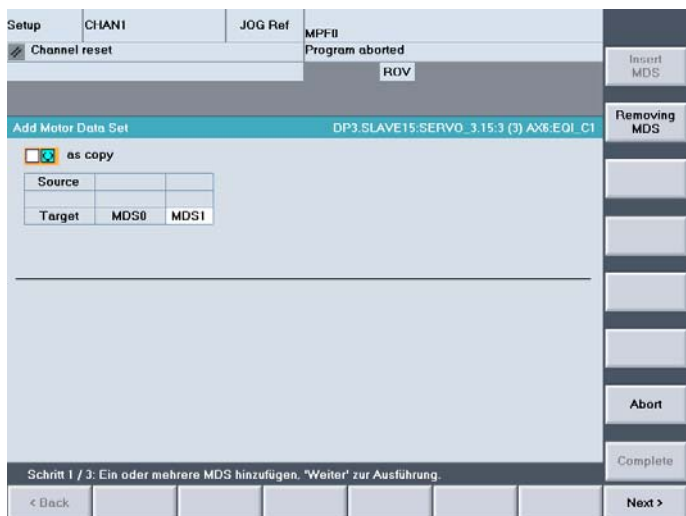 Setup CHAN1 JOG Ref MPF0
Channel reset Program aborted
ROV
Insert
MDS
Removing
MDS
Add Motor Data Set DP3.SLAVE15:SERVO_3.15:3 (3) AX6:EQI_C1
as copy
Source
Target MDS0 MDS1
Abort
Complete
Schritt 1 / 3: Ein oder mehrere MDS hinzufügen, 'Weiter' zur Ausführung.
< Back Next >